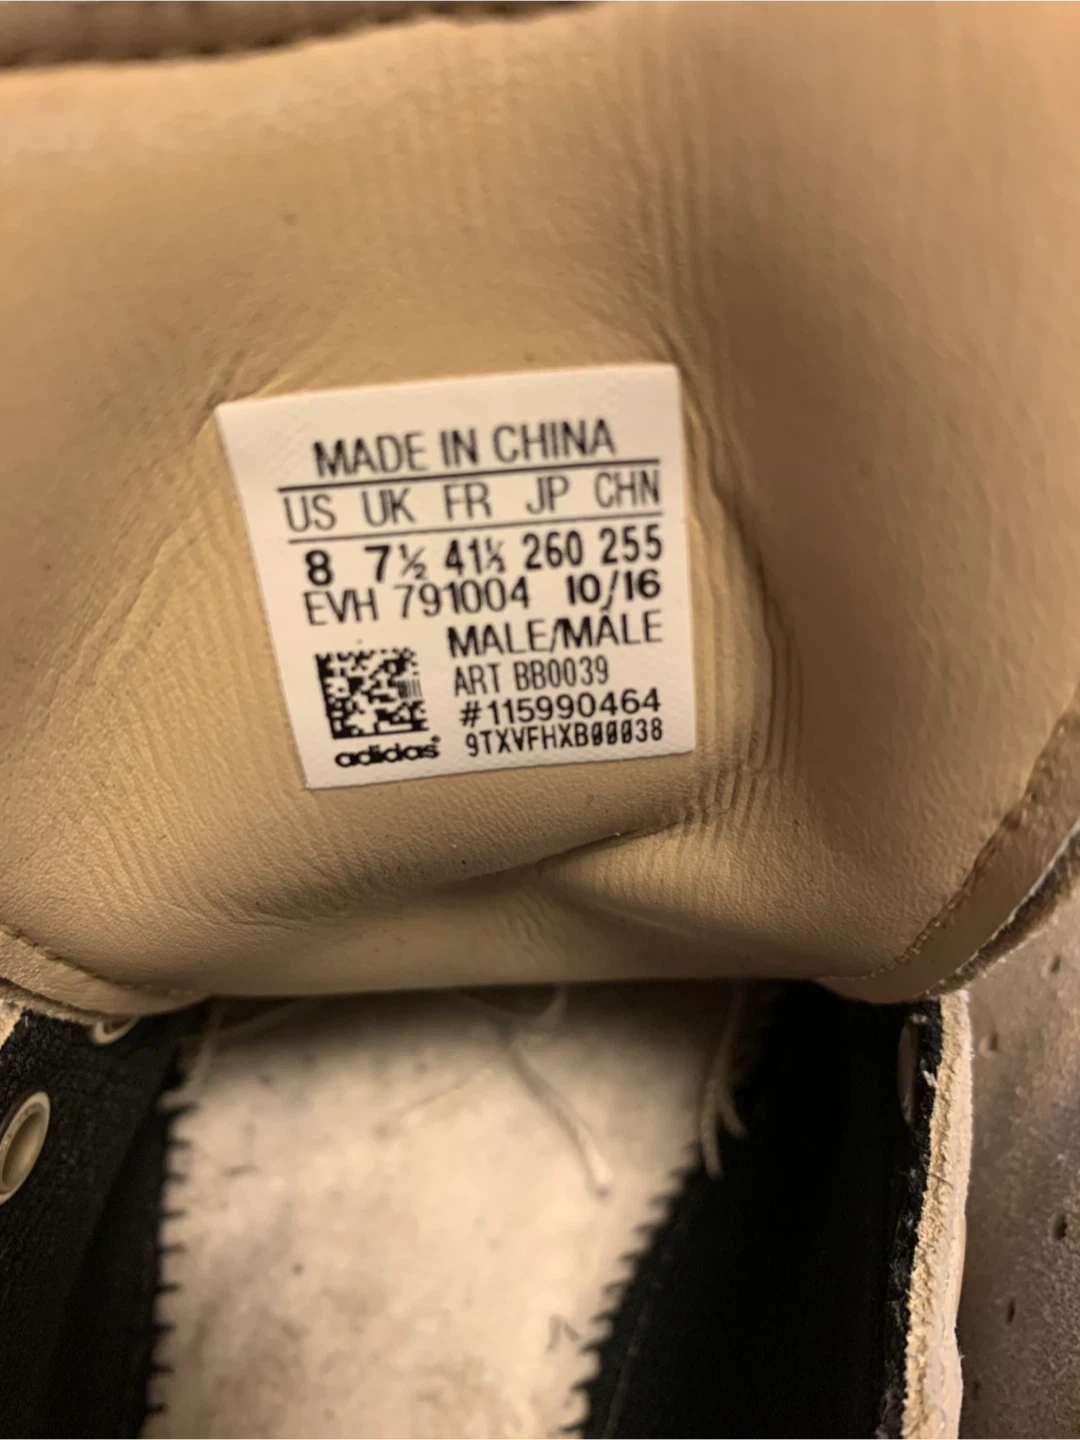 MADE IN CHINA
US UK FR JP CHN
8 7½ 41⅓ 260 255
EVH 791004 10/16
MALE/MÂLE
ART BB0039
#115990464
adidas® 9TXVFHXB00038